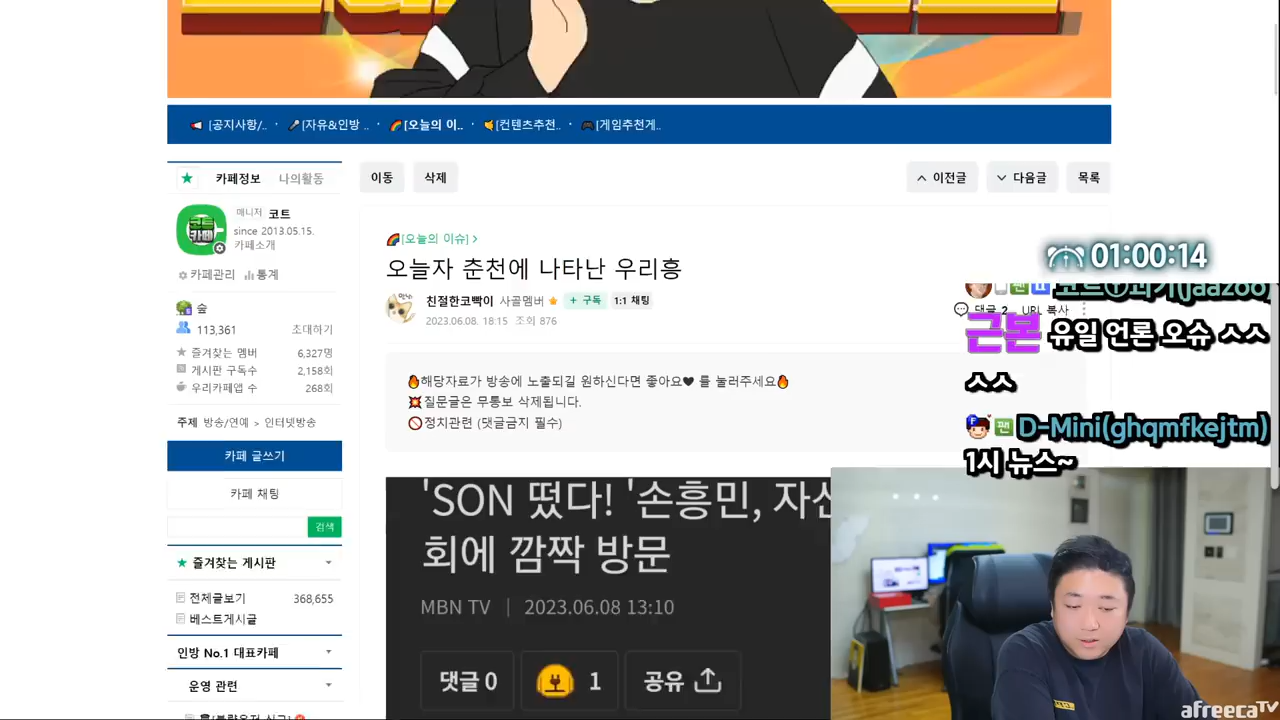 [공지사항/..
[자유&인방 ..
[오늘의 이..
[컨텐츠추천..
[게임추천게..
카페정보
나의활동
매니저 코트
since 2013.05.15.
카페소개
카페관리
통계
숲
113,361
초대하기
즐겨찾는 멤버 6,327명
게시판 구독수 2,158회
우리카페앱 수 268회
주제 방송/연예 > 인터넷방송
카페 글쓰기
카페 채팅
검색
즐겨찾는 게시판
전체글보기 368,655
베스트게시글
인방 No.1 대표카페
운영 관련
이동
삭제
이전글
다음글
목록
[오늘의 이슈] >
오늘자 춘천에 나타난 우리흥
친절한코빡이 사골멤버 + 구독 1:1 채팅
2023.06.08. 18:15 조회 876
댓글 2 URL 복사
해당자료가 방송에 노출되길 원하신다면 좋아요🖤 를 눌러주세요
질문글은 무통보 삭제됩니다.
정치관련 (댓글금지 필수)
'SON 떴다! '손흥민, 자선
회에 깜짝 방문
MBN TV | 2023.06.08 13:10
댓글 0
1
공유
01:00:14
근본 유일 언론 오슈 ㅅㅅ
ㅅㅅ
팬 D-Mini(ghqmfkejtm)
1시 뉴스~
afreecaTV